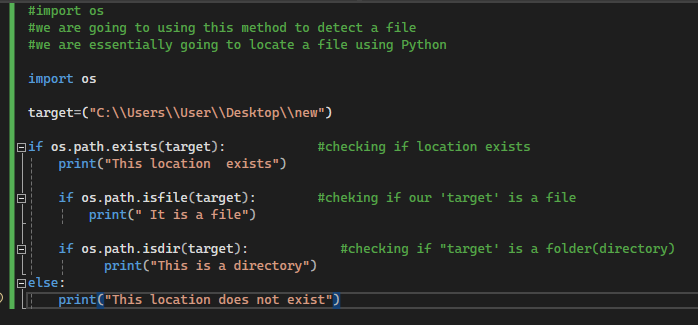 #import os
#we are going to using this method to detect a file
#we are essentially going to locate a file using Python
import os
target=("C:\\Users\\User\\Desktop\\new")
if os.path.exists(target):            #checking if location exists
    print("This location  exists")
    if os.path.isfile(target):        #cheking if our 'target' is a file
        print(" It is a file")
    if os.path.isdir(target):            #checking if "target' is a folder(directory)
          print("This is a directory")
else:
    print("This location does not exist")